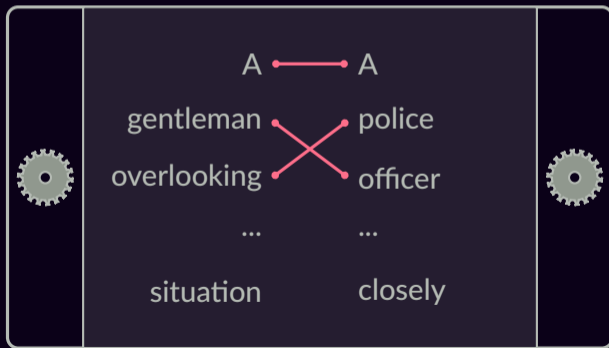 A A
gentleman police
overlooking officer
... ...
situation closely